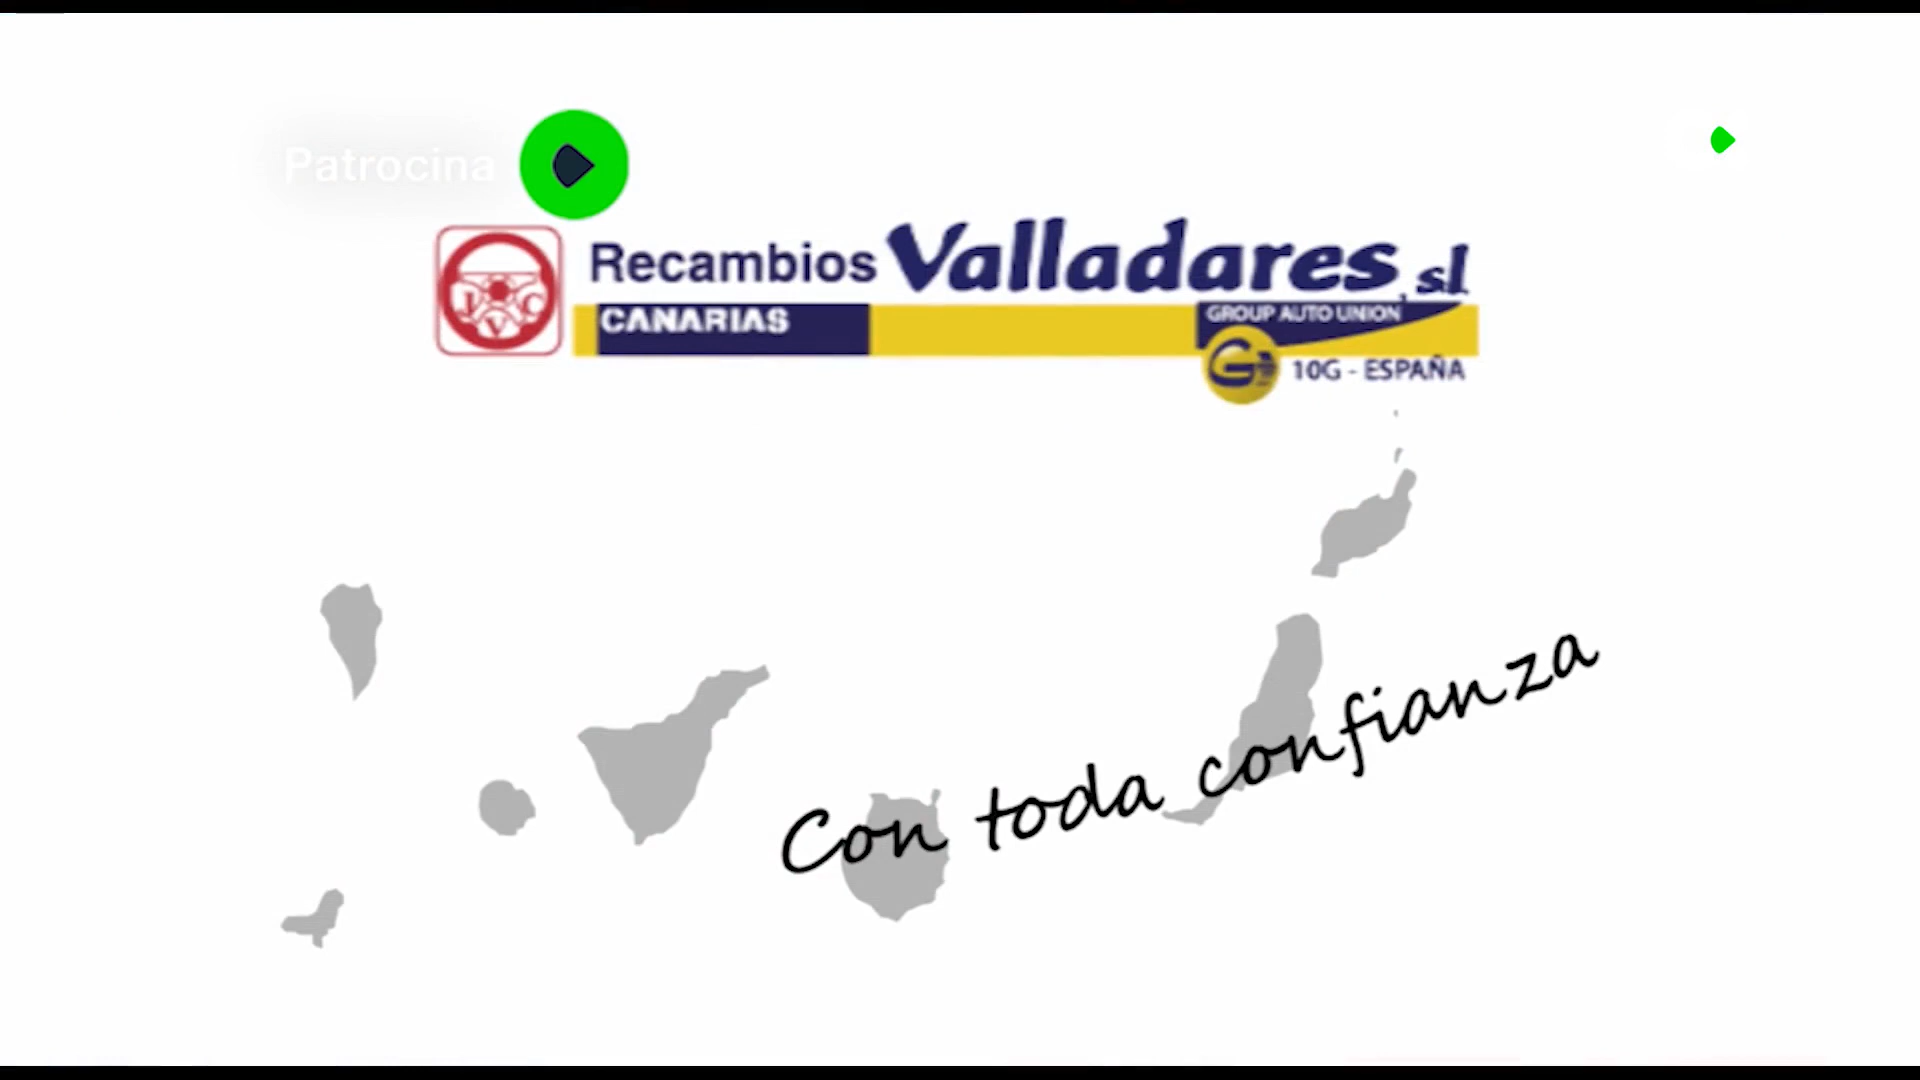 Patrocina
Recambios Valladares, sl
CANARIAS
GROUP AUTO UNION
10G - ESPAÑA
Con toda confianza